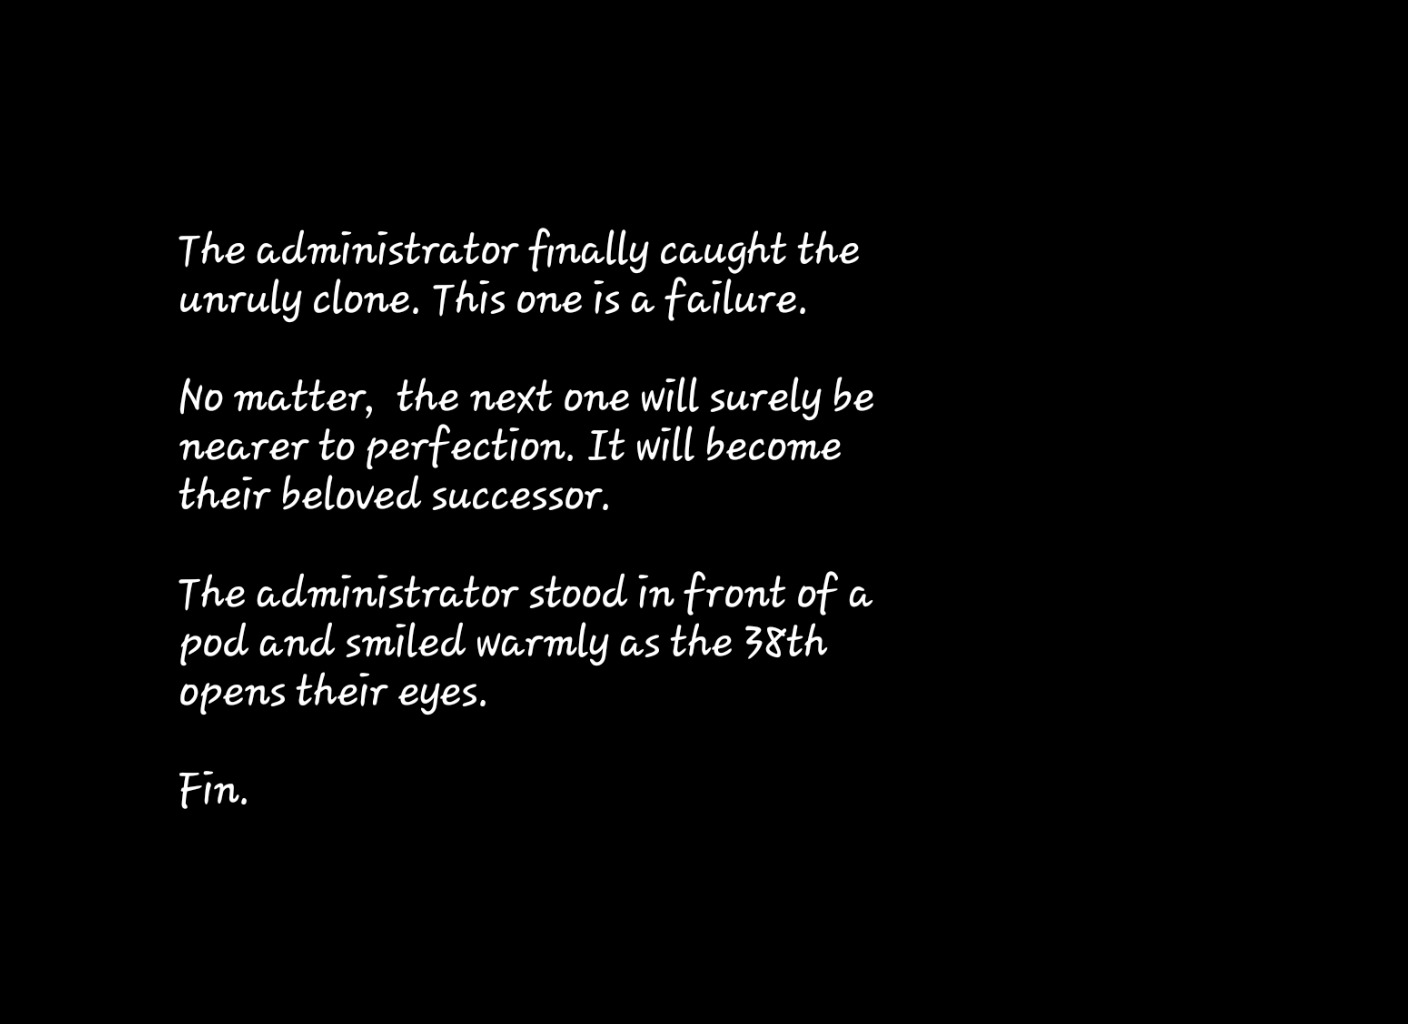 The administrator finally caught the
unruly clone. This one is a failure.
No matter,  the next one will surely be
nearer to perfection. It will become
their beloved successor.
The administrator stood in front of a
pod and smiled warmly as the 38th
opens their eyes.
Fin.